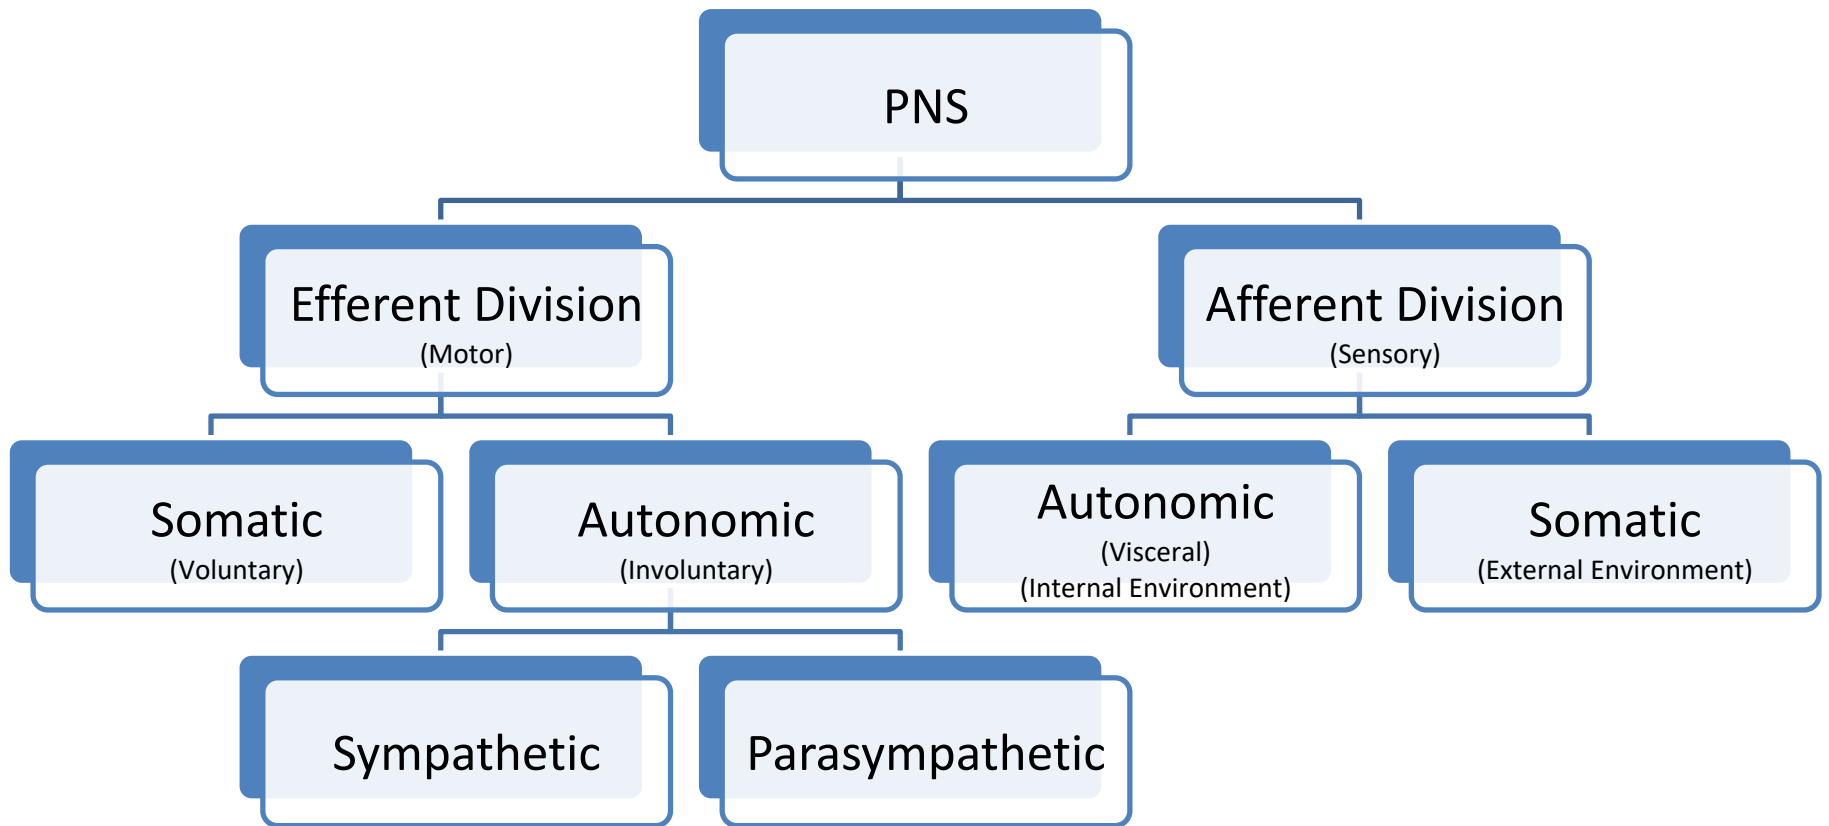 PNS
Efferent Division
(Motor)
Afferent Division
(Sensory)
Somatic
(Voluntary)
Autonomic
(Involuntary)
Autonomic
(Visceral)
(Internal Environment)
Somatic
(External Environment)
Sympathetic
Parasympathetic